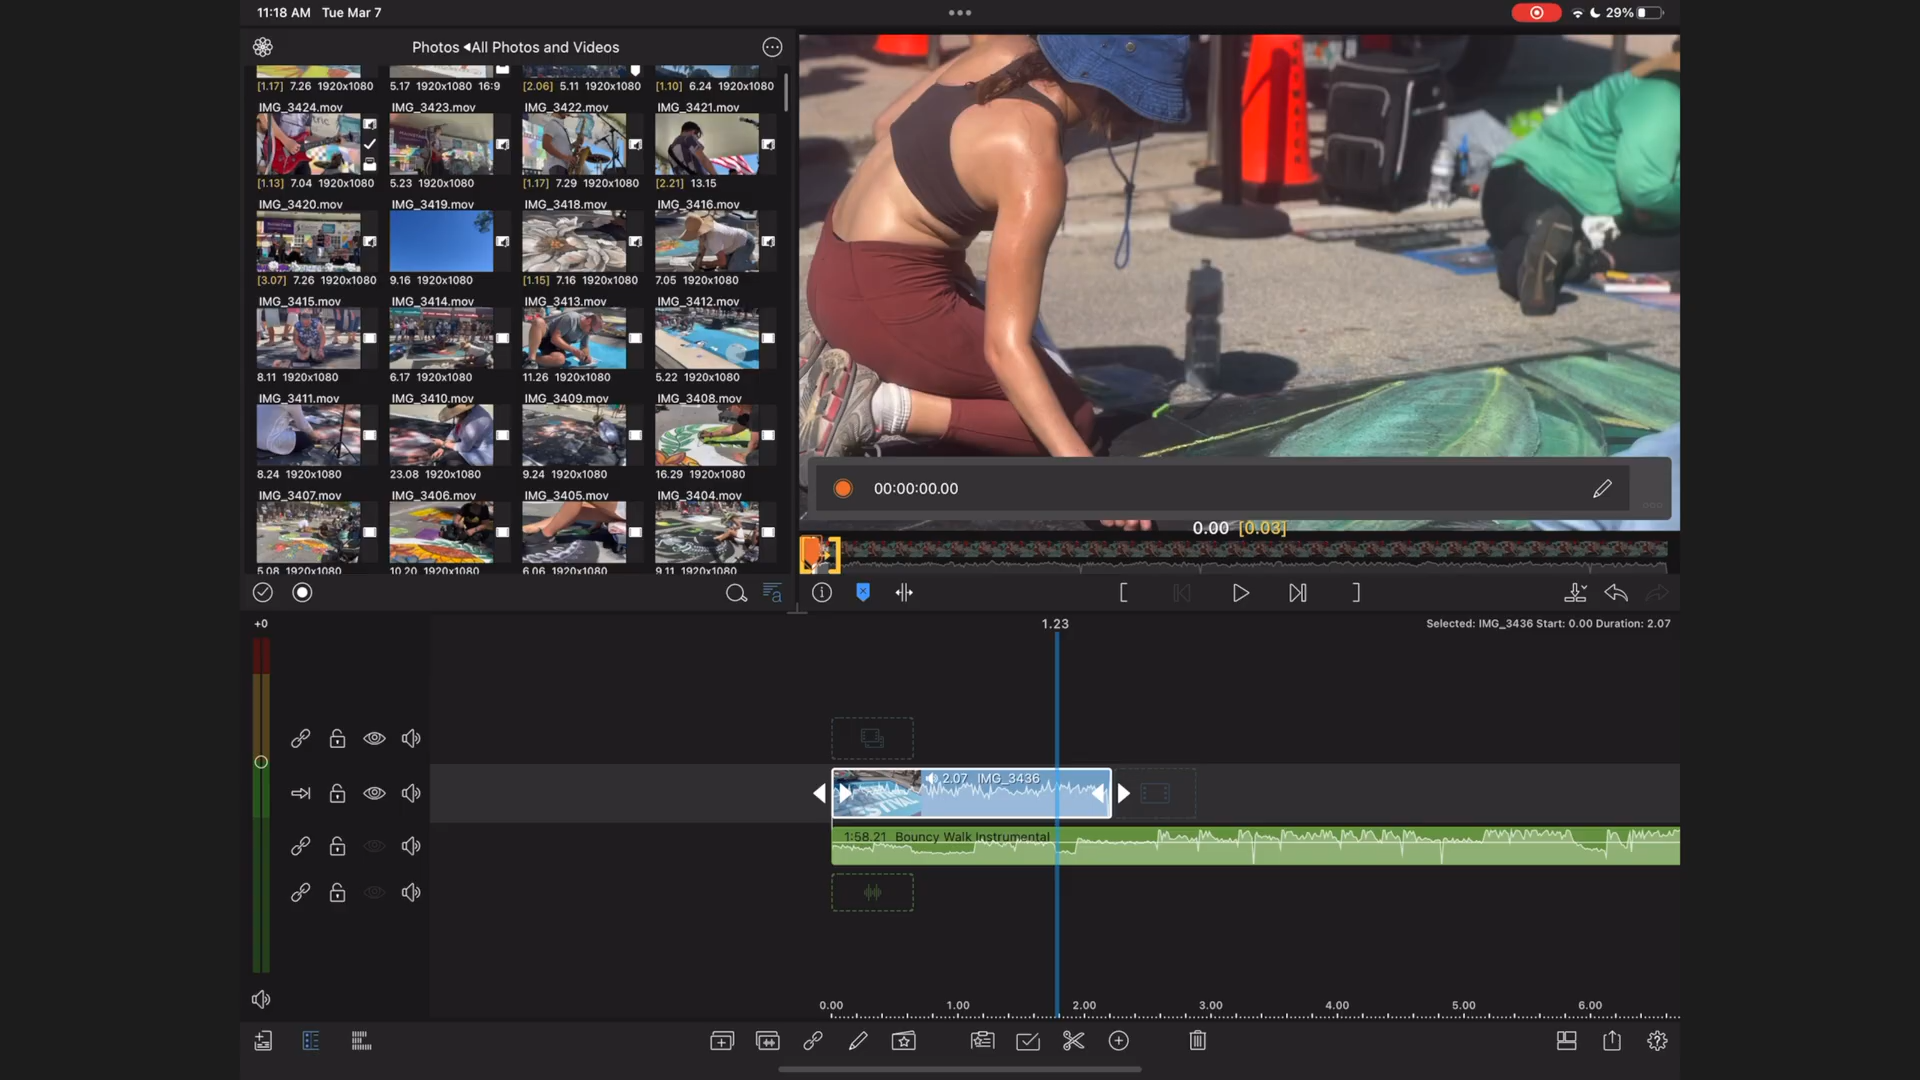 11:18 AM Tue Mar 7
29%
Photos ◂All Photos and Videos
[1.17] 7.26 1920x1080
5.17 1920x1080 16:9
[2.06] 5.11 1920x1080
[1.10] 6.24 1920x1080
IMG_3424.mov
IMG_3423.mov
IMG_3422.mov
IMG_3421.mov
[1.13] 7.04 1920x1080
5.23 1920x1080
[1.17] 7.29 1920x1080
[2.21] 13.15
IMG_3420.mov
IMG_3419.mov
IMG_3418.mov
IMG_3416.mov
[3.07] 7.26 1920x1080
9.16 1920x1080
[1.15] 7.16 1920x1080
7.05 1920x1080
IMG_3415.mov
IMG_3414.mov
IMG_3413.mov
IMG_3412.mov
8.11 1920x1080
6.17 1920x1080
11.26 1920x1080
5.22 1920x1080
IMG_3411.mov
IMG_3410.mov
IMG_3409.mov
IMG_3408.mov
8.24 1920x1080
23.08 1920x1080
9.24 1920x1080
16.29 1920x1080
IMG_3407.mov
IMG_3406.mov
IMG_3405.mov
IMG_3404.mov
5.08 1920x1080
10.20 1920x1080
6.06 1920x1080
9.11 1920x1080
00:00:00.00
0.00 [0.03]
+0
1.23
Selected: IMG_3436 Start: 0.00 Duration: 2.07
2.07 IMG_3436
1:58.21 Bouncy Walk Instrumental
0.00 1.00 2.00 3.00 4.00 5.00 6.00